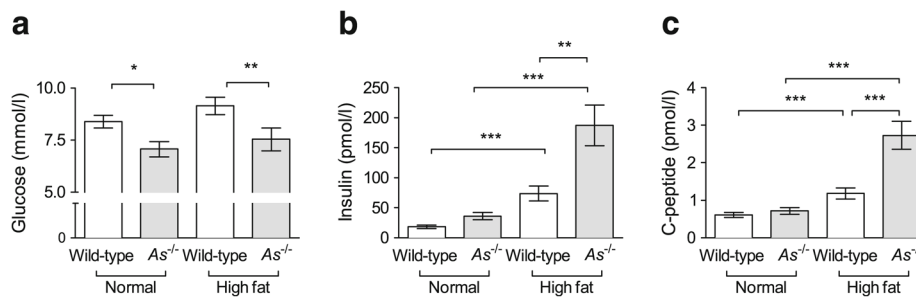 a
* **
10.0
7.5
5.0
0
Glucose (mmol/l)
Wild-type As-/- Wild-type As-/-
Normal High fat
b
**
***
***
250
200
150
100
50
0
Insulin (pmol/l)
Wild-type As-/- Wild-type As-/-
Normal High fat
c
***
*** ***
4
3
2
1
0
C-peptide (pmol/l)
Wild-type As-/- Wild-type As-/-
Normal High fat